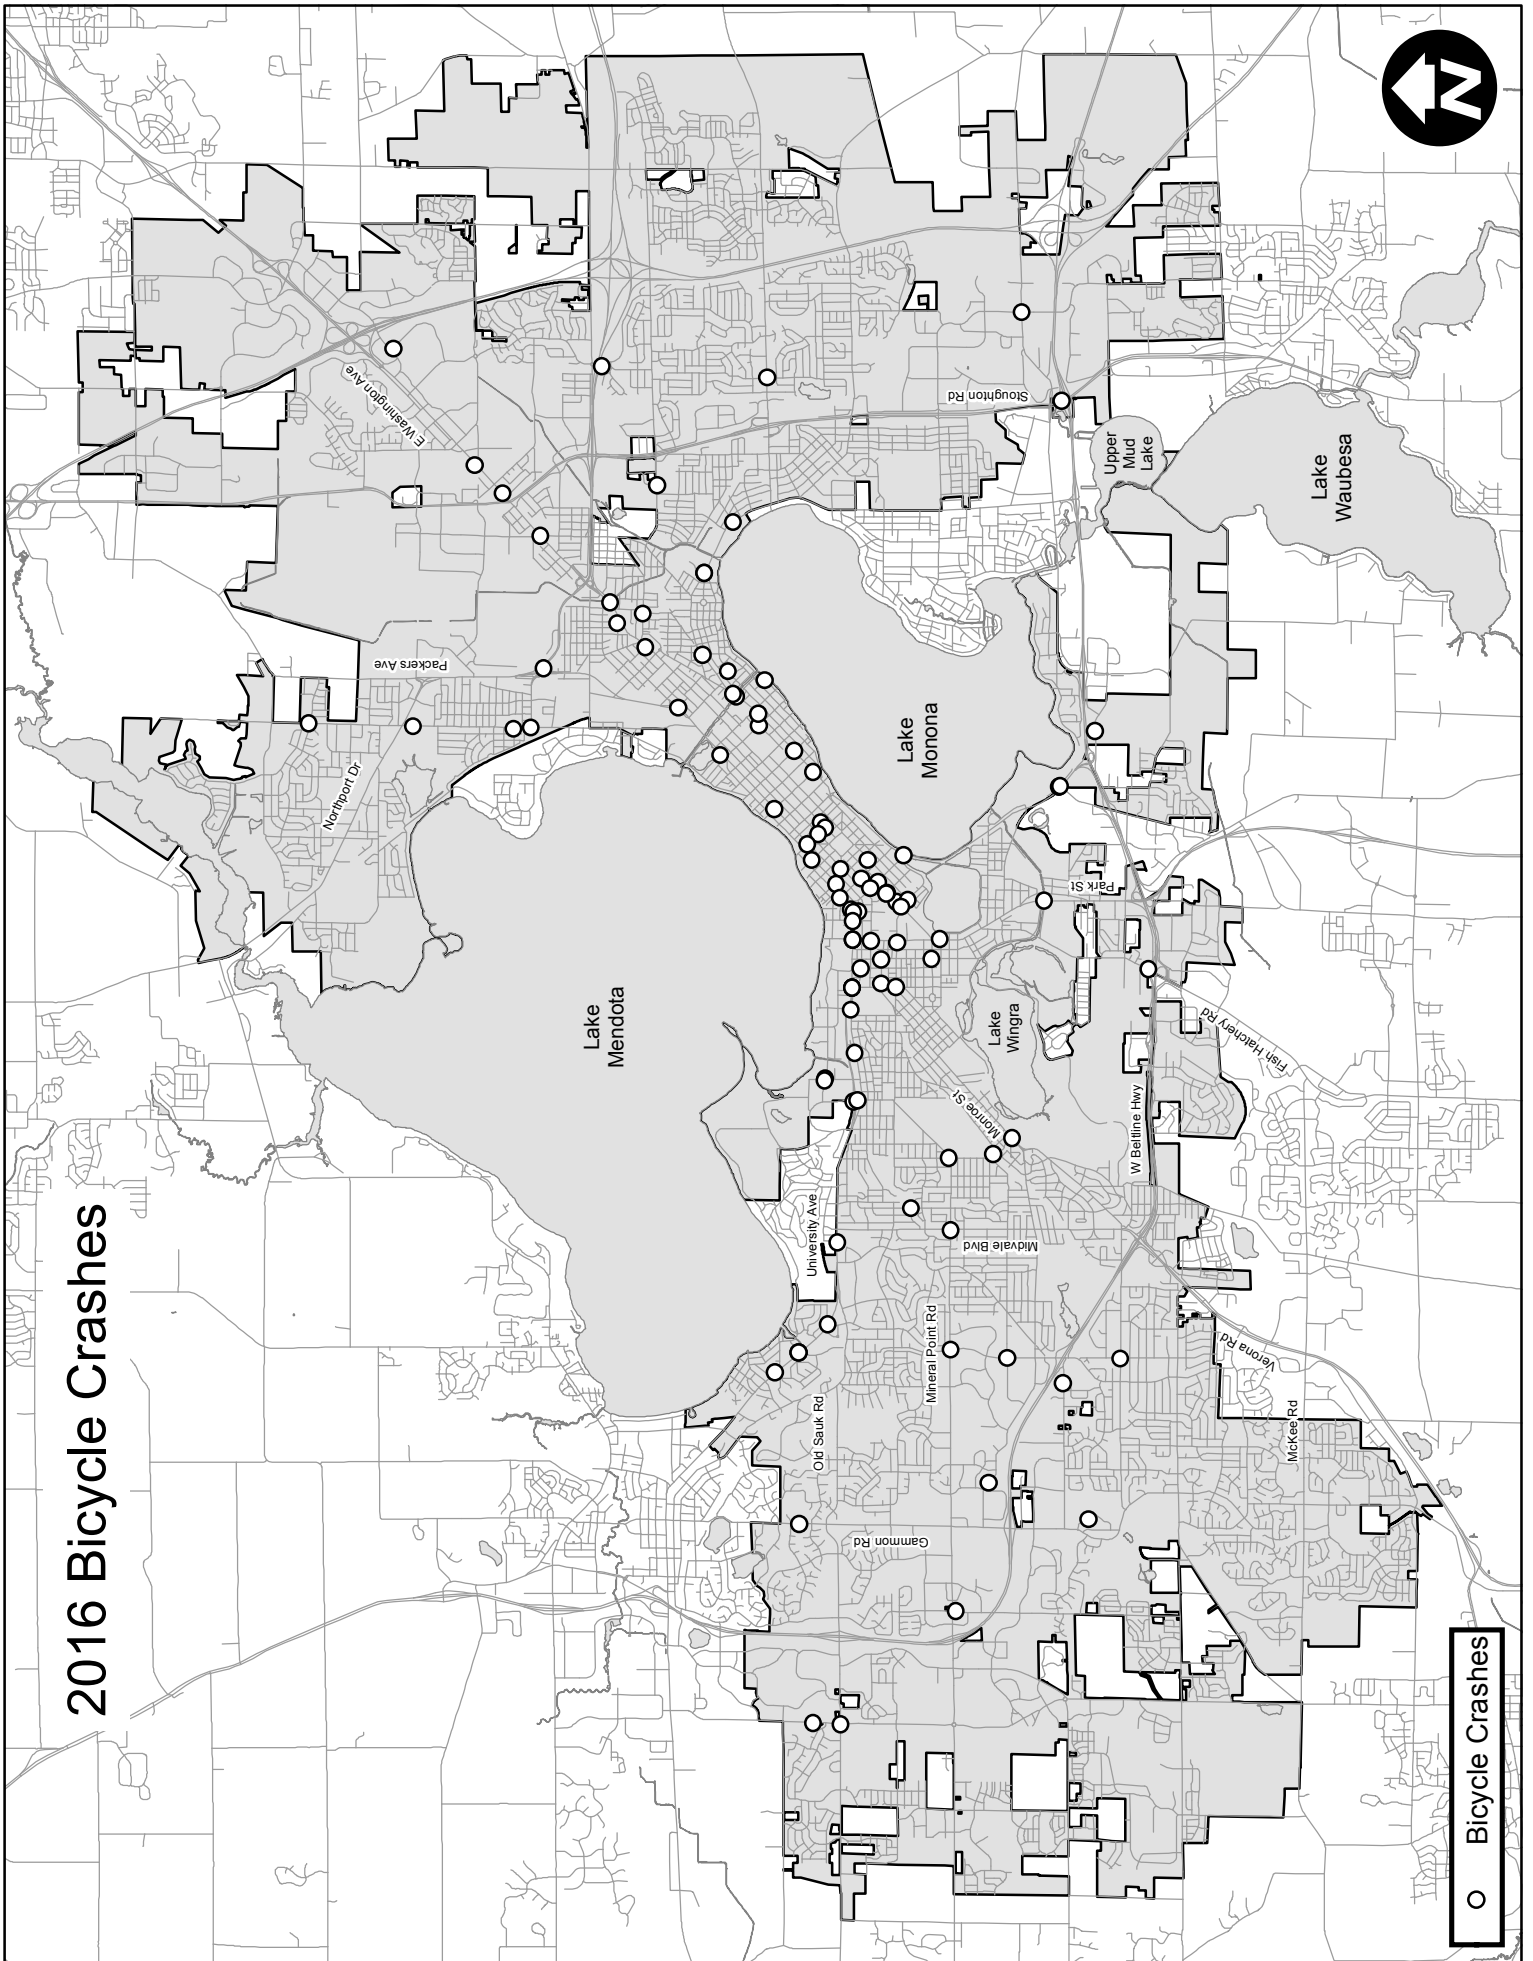 2016 Bicycle Crashes
N
E Washington Ave
Packers Ave
Northport Dr
Stoughton Rd
Upper
Mud
Lake
Lake
Waubesa
Lake
Monona
Lake
Mendota
Park St
Lake
Wingra
Fish Hatchery Rd
Monroe St
W Beltline Hwy
University Ave
Midvale Blvd
Mineral Point Rd
Verona Rd
Old Sauk Rd
McKee Rd
Gammon Rd
Bicycle Crashes